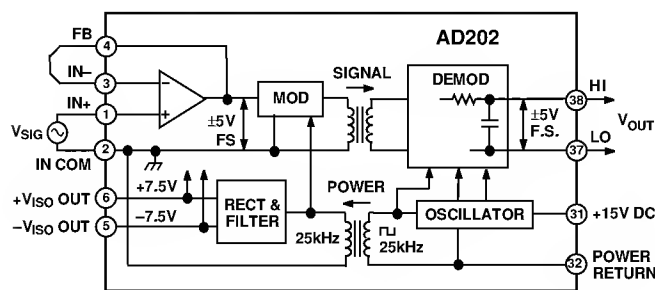 AD202
FB
4
IN–
3
IN+
1
VSIG
IN COM
2
±5V
FS
MOD
SIGNAL
DEMOD
±5V
F.S.
38
HI
VOUT
37
LO
+VISO OUT
6
+7.5V
–VISO OUT
5
–7.5V
RECT &
FILTER
POWER
25kHz
25kHz
OSCILLATOR
31
+15V DC
32
POWER
RETURN